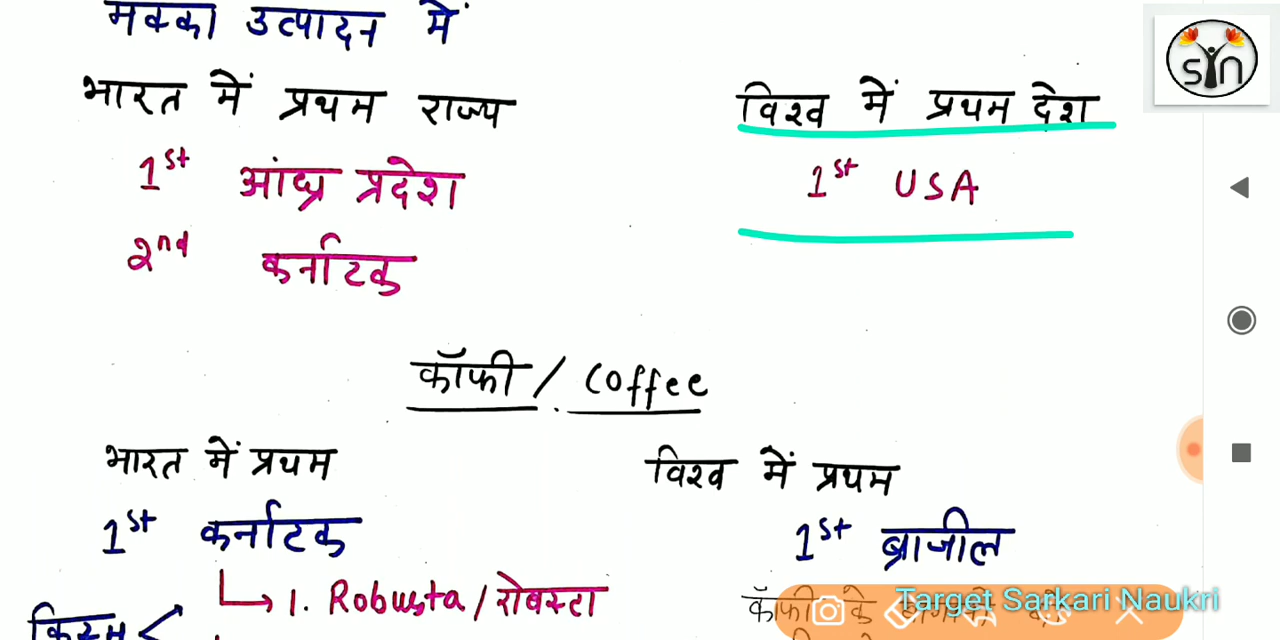 मक्का उत्पादन में
भारत में प्रथम राज्य
1st आंध्र प्रदेश
2nd कर्नाटक
विश्व में प्रथम देश
1st USA
syn
कॉफी / Coffee
भारत में प्रथम
1st कर्नाटक
1. Robusta / रोबस्टा
किस्म
विश्व में प्रथम
1st ब्राजील
कॉफी के
Target Sarkari Naukri